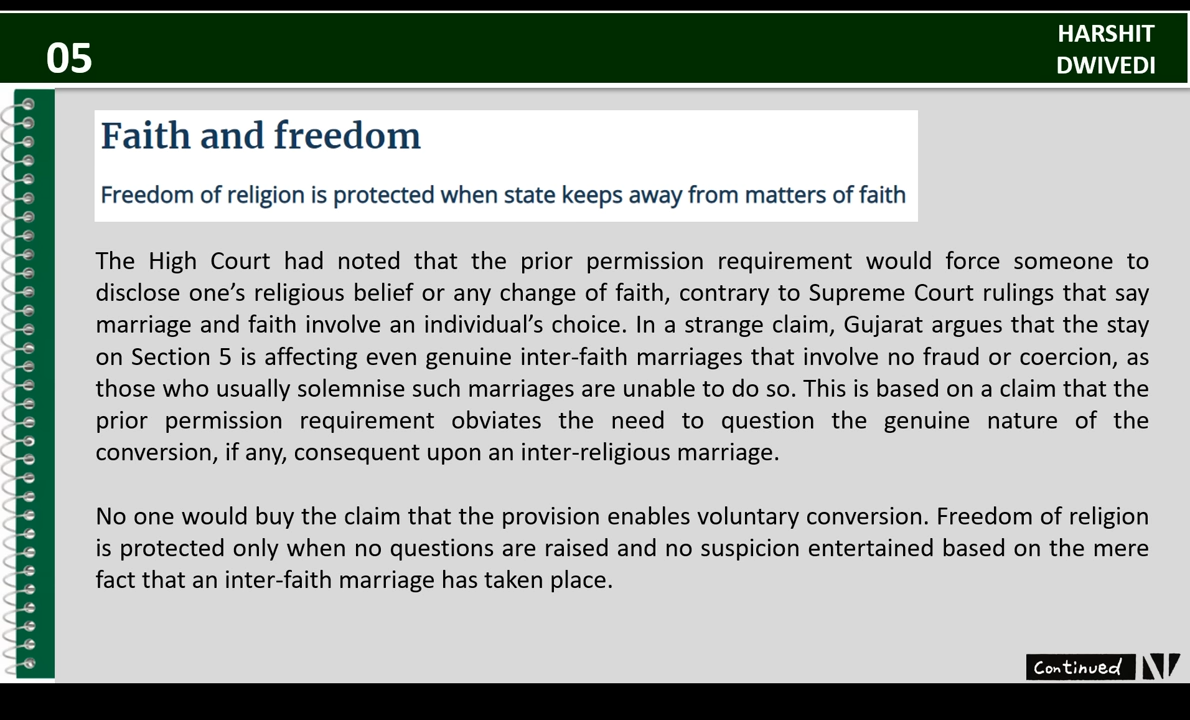 05
HARSHIT
DWIVEDI
Faith and freedom
Freedom of religion is protected when state keeps away from matters of faith
The High Court had noted that the prior permission requirement would force someone to
disclose one’s religious belief or any change of faith, contrary to Supreme Court rulings that say
marriage and faith involve an individual’s choice. In a strange claim, Gujarat argues that the stay
on Section 5 is affecting even genuine inter-faith marriages that involve no fraud or coercion, as
those who usually solemnise such marriages are unable to do so. This is based on a claim that the
prior permission requirement obviates the need to question the genuine nature of the
conversion, if any, consequent upon an inter-religious marriage.
No one would buy the claim that the provision enables voluntary conversion. Freedom of religion
is protected only when no questions are raised and no suspicion entertained based on the mere
fact that an inter-faith marriage has taken place.
Continued